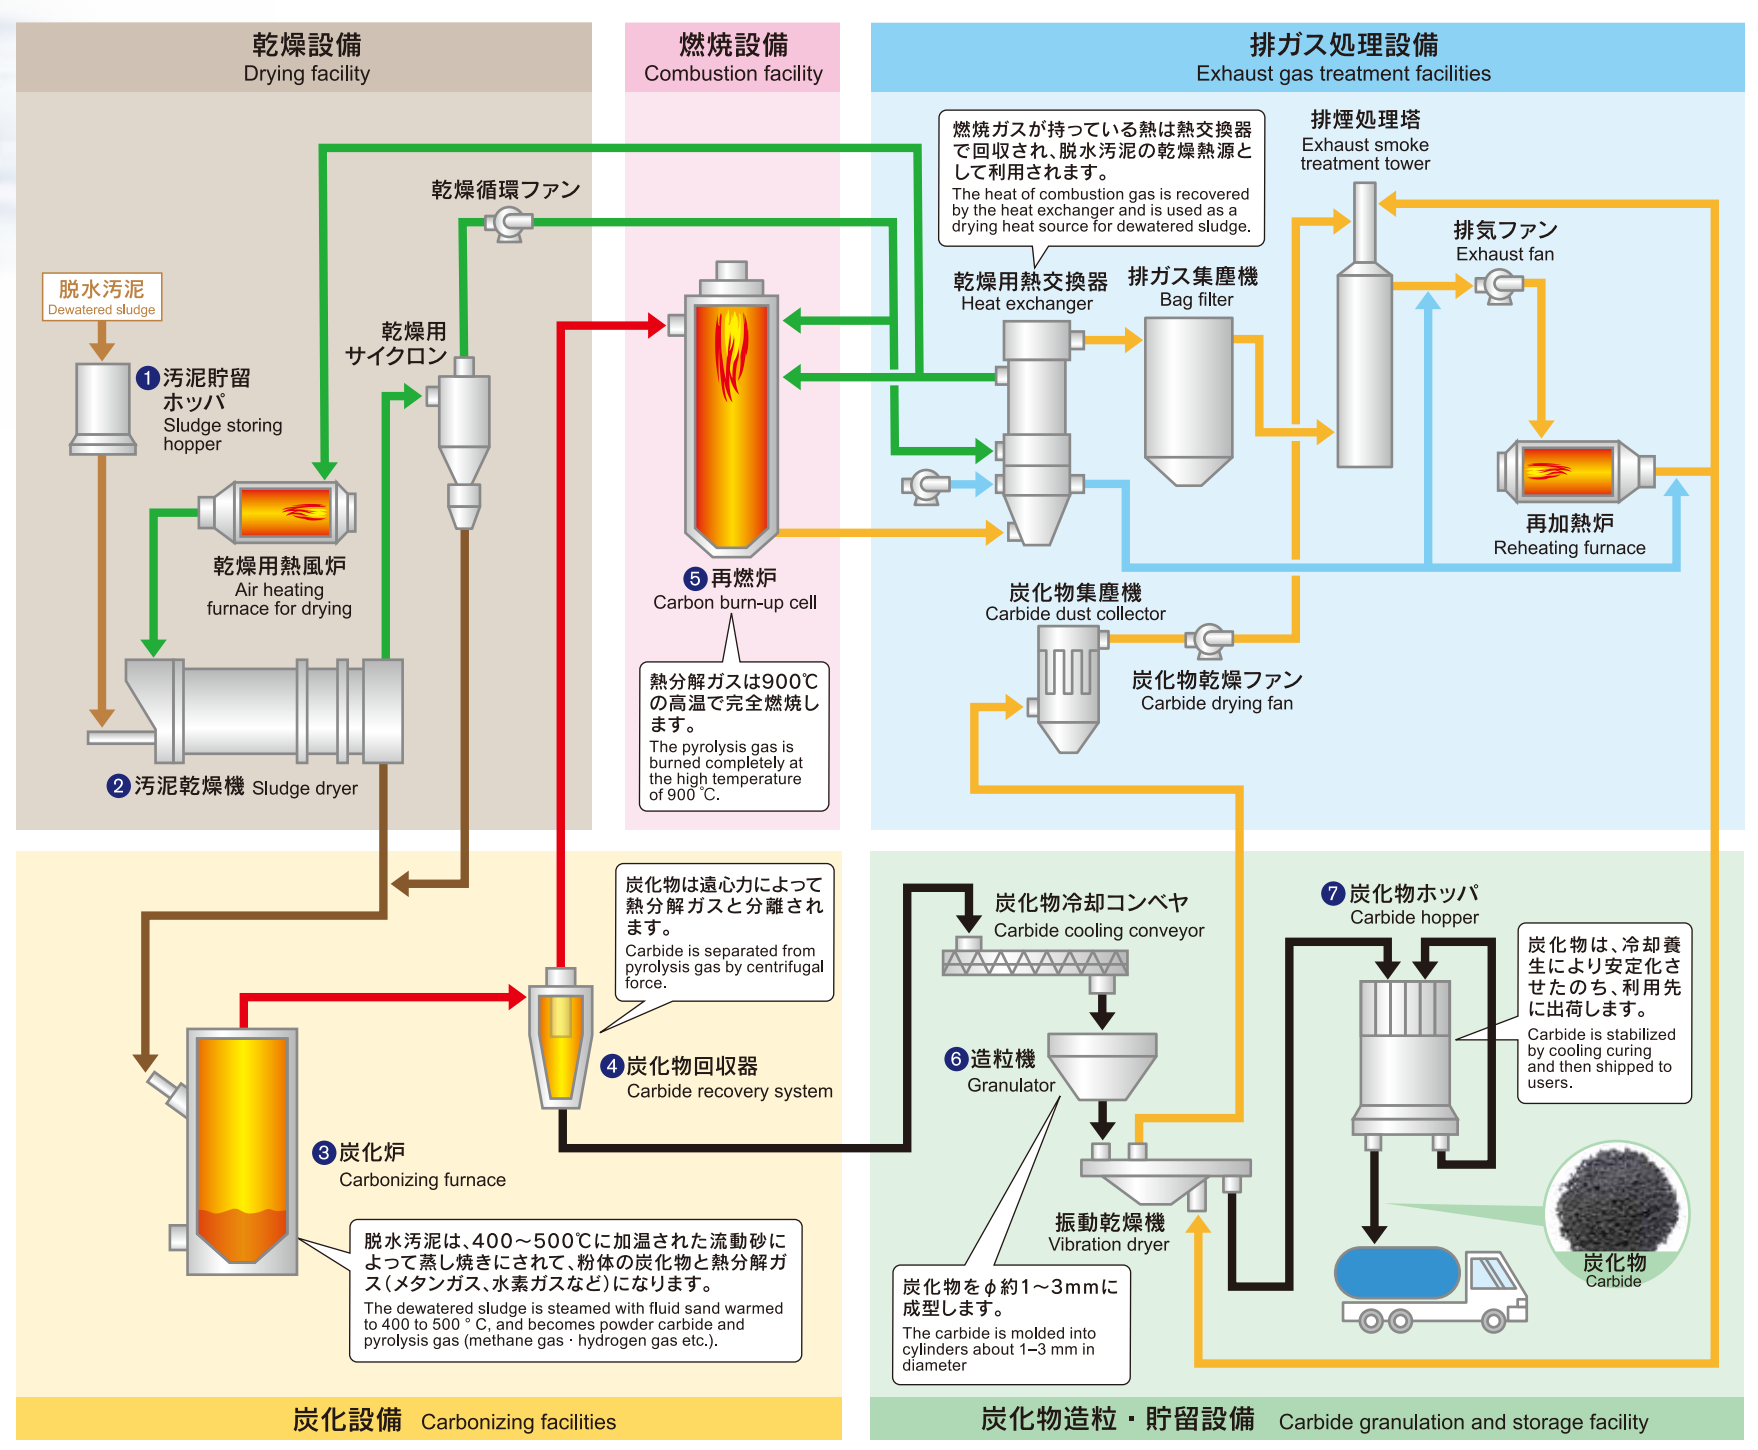 乾燥設備
Drying facility
燃焼設備
Combustion facility
排ガス処理設備
Exhaust gas treatment facilities
脱水汚泥
Dewatered sludge
1 汚泥貯留
ホッパ
Sludge storing
hopper
乾燥循環ファン
乾燥用
サイクロン
乾燥用熱風炉
Air heating
furnace for drying
2 汚泥乾燥機 Sludge dryer
5 再燃炉
Carbon burn-up cell
熱分解ガスは900℃
の高温で完全燃焼し
ます。
The pyrolysis gas is
burned completely at
the high temperature
of 900 ℃.
燃焼ガスが持っている熱は熱交換器
で回収され、脱水汚泥の乾燥熱源と
して利用されます。
The heat of combustion gas is recovered
by the heat exchanger and is used as a
drying heat source for dewatered sludge.
乾燥用熱交換器
Heat exchanger
排ガス集塵機
Bag filter
排煙処理塔
Exhaust smoke
treatment tower
排気ファン
Exhaust fan
再加熱炉
Reheating furnace
炭化物集塵機
Carbide dust collector
炭化物乾燥ファン
Carbide drying fan
炭化物は遠心力によって
熱分解ガスと分離され
ます。
Carbide is separated from
pyrolysis gas by centrifugal
force.
4 炭化物回収器
Carbide recovery system
3 炭化炉
Carbonizing furnace
脱水汚泥は、400～500℃に加温された流動砂に
よって蒸し焼きにされて、粉体の炭化物と熱分解ガ
ス（メタンガス、水素ガスなど）になります。
The dewatered sludge is steamed with fluid sand warmed
to 400 to 500 ° C, and becomes powder carbide and
pyrolysis gas (methane gas · hydrogen gas etc.).
炭化設備 Carbonizing facilities
炭化物冷却コンベヤ
Carbide cooling conveyor
6 造粒機
Granulator
振動乾燥機
Vibration dryer
炭化物をφ約1～3mmに
成型します。
The carbide is molded into
cylinders about 1–3 mm in
diameter
7 炭化物ホッパ
Carbide hopper
炭化物は、冷却養
生により安定化さ
せたのち、利用先
に出荷します。
Carbide is stabilized
by cooling curing
and then shipped to
users.
炭化物
Carbide
炭化物造粒・貯留設備 Carbide granulation and storage facility